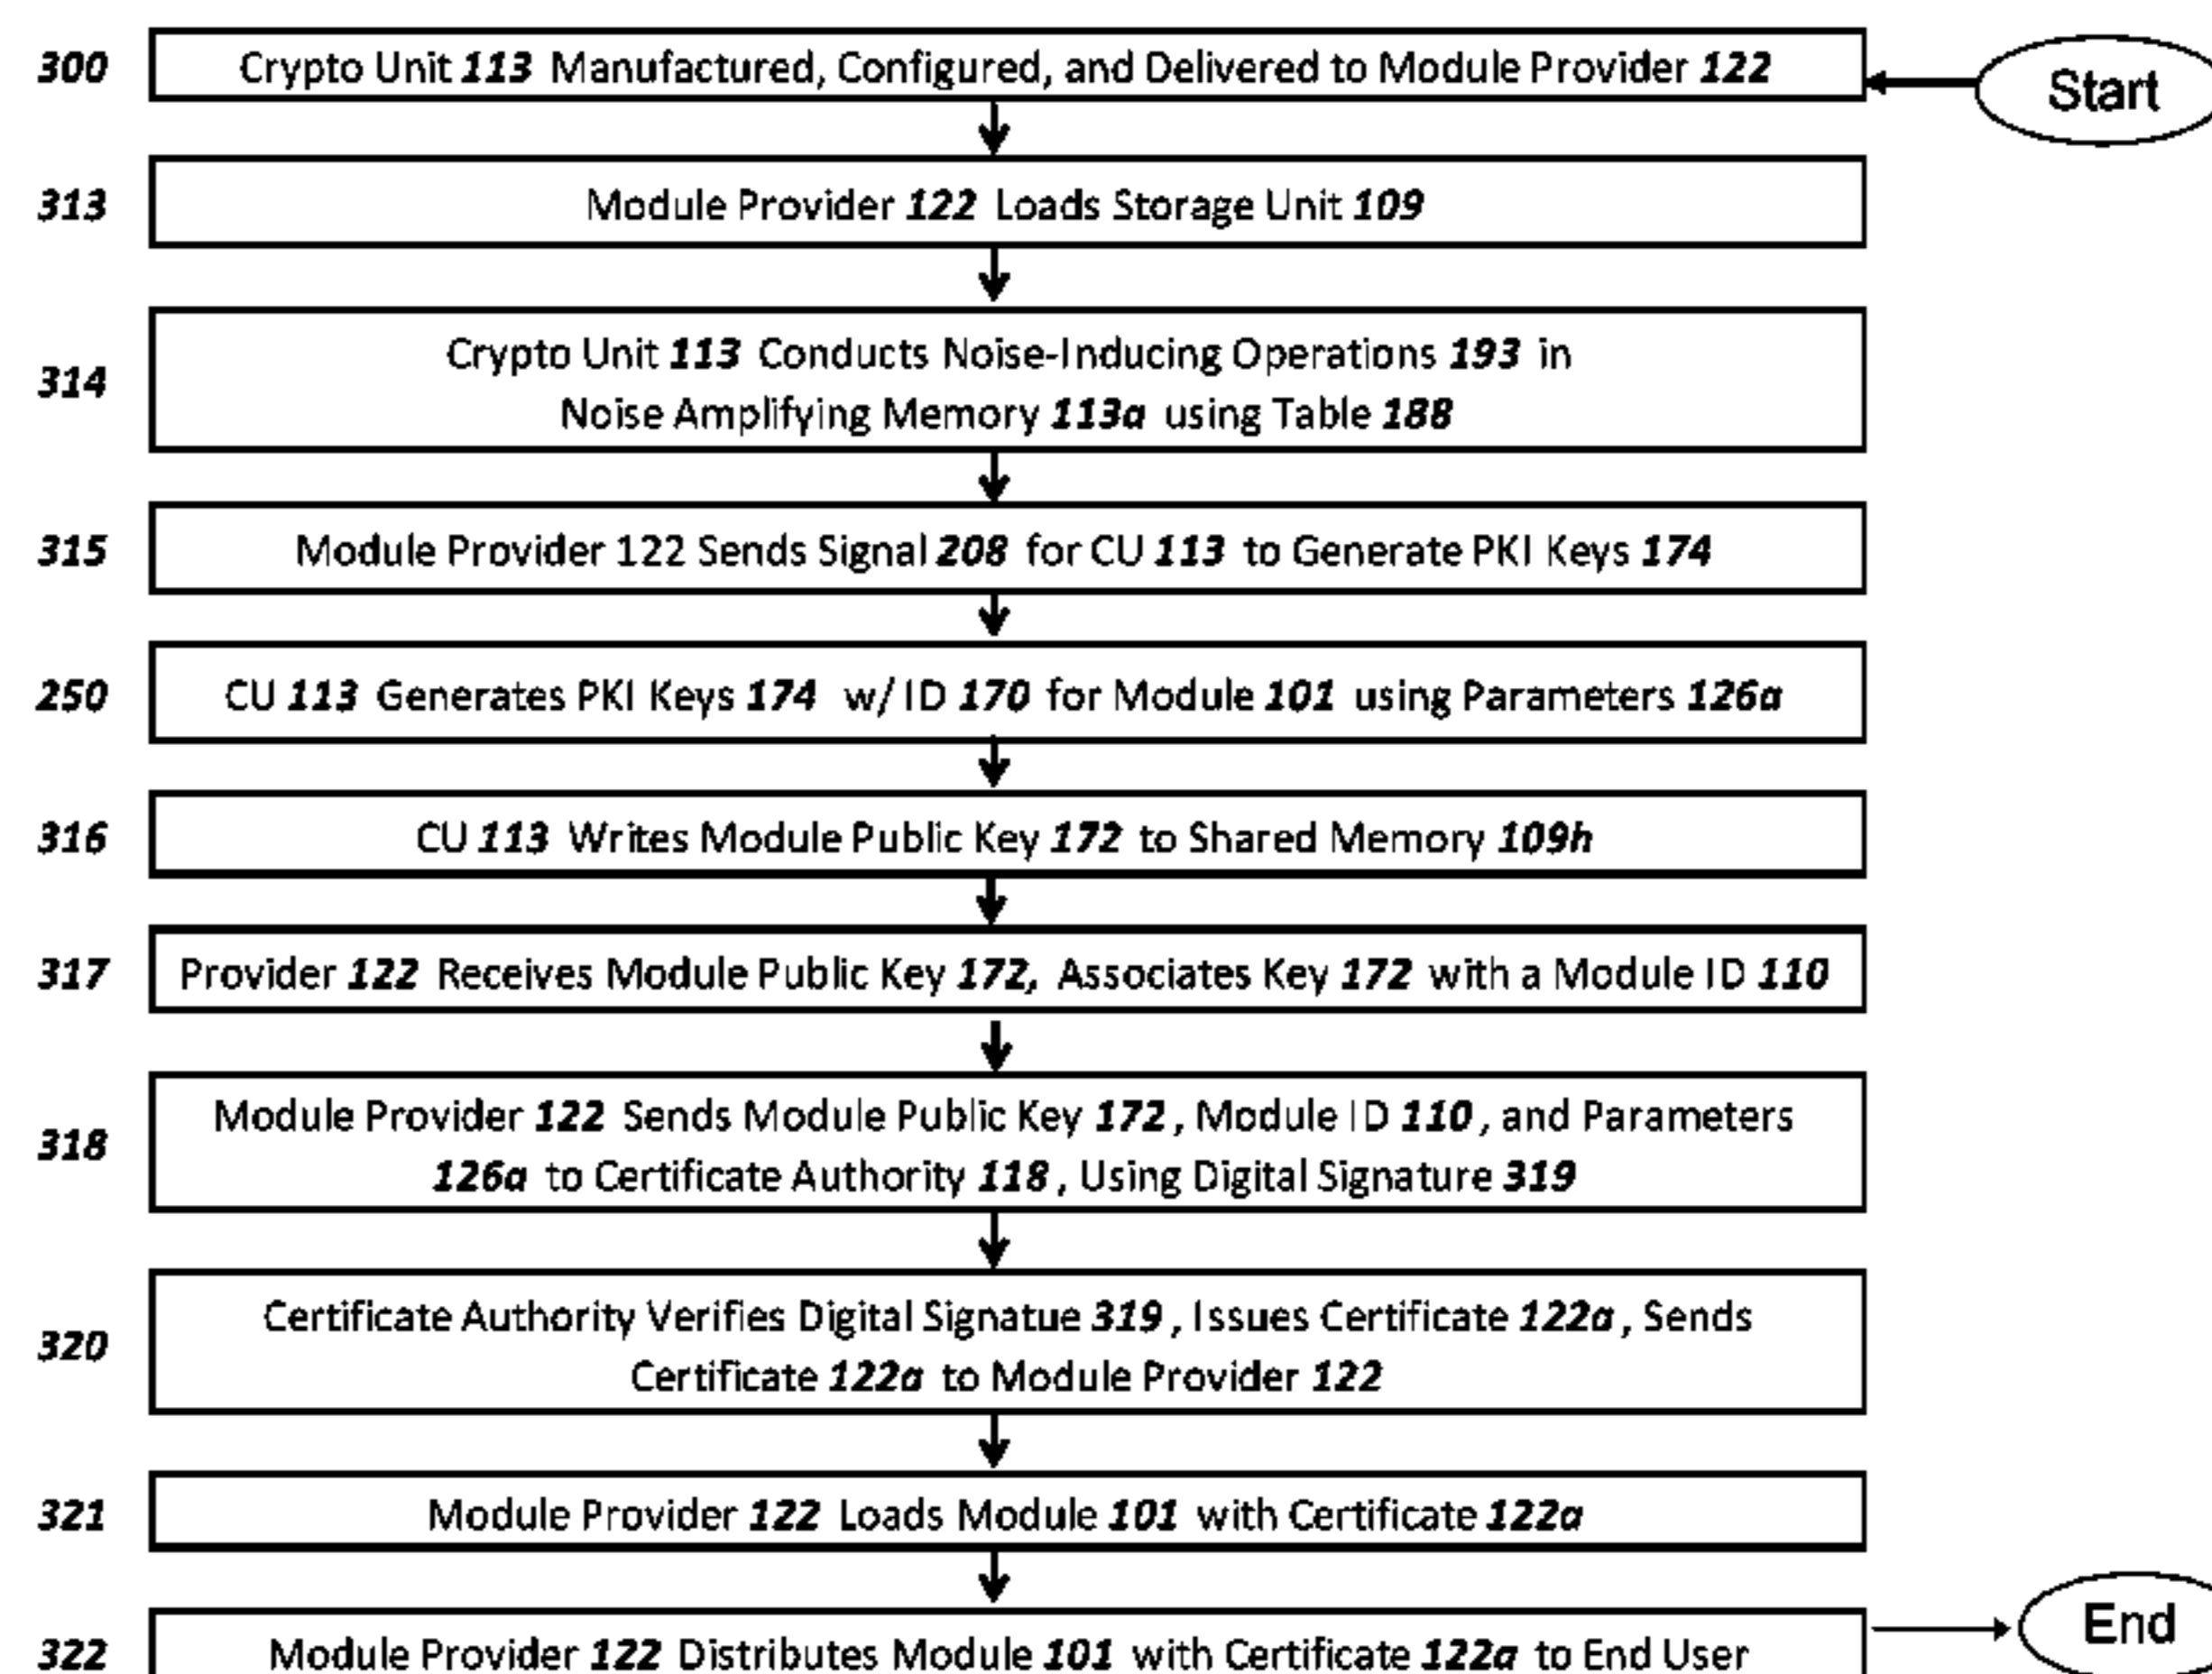 300 Crypto Unit 113 Manufactured, Configured, and Delivered to Module Provider 122
Start
313 Module Provider 122 Loads Storage Unit 109
314 Crypto Unit 113 Conducts Noise-Inducing Operations 193 in
Noise Amplifying Memory 113a using Table 188
315 Module Provider 122 Sends Signal 208 for CU 113 to Generate PKI Keys 174
250 CU 113 Generates PKI Keys 174 w/ ID 170 for Module 101 using Parameters 126a
316 CU 113 Writes Module Public Key 172 to Shared Memory 109h
317 Provider 122 Receives Module Public Key 172, Associates Key 172 with a Module ID 110
318 Module Provider 122 Sends Module Public Key 172, Module ID 110, and Parameters
126a to Certificate Authority 118, Using Digital Signature 319
320 Certificate Authority Verifies Digital Signatue 319, Issues Certificate 122a, Sends
Certificate 122a to Module Provider 122
321 Module Provider 122 Loads Module 101 with Certificate 122a
322 Module Provider 122 Distributes Module 101 with Certificate 122a to End User
End